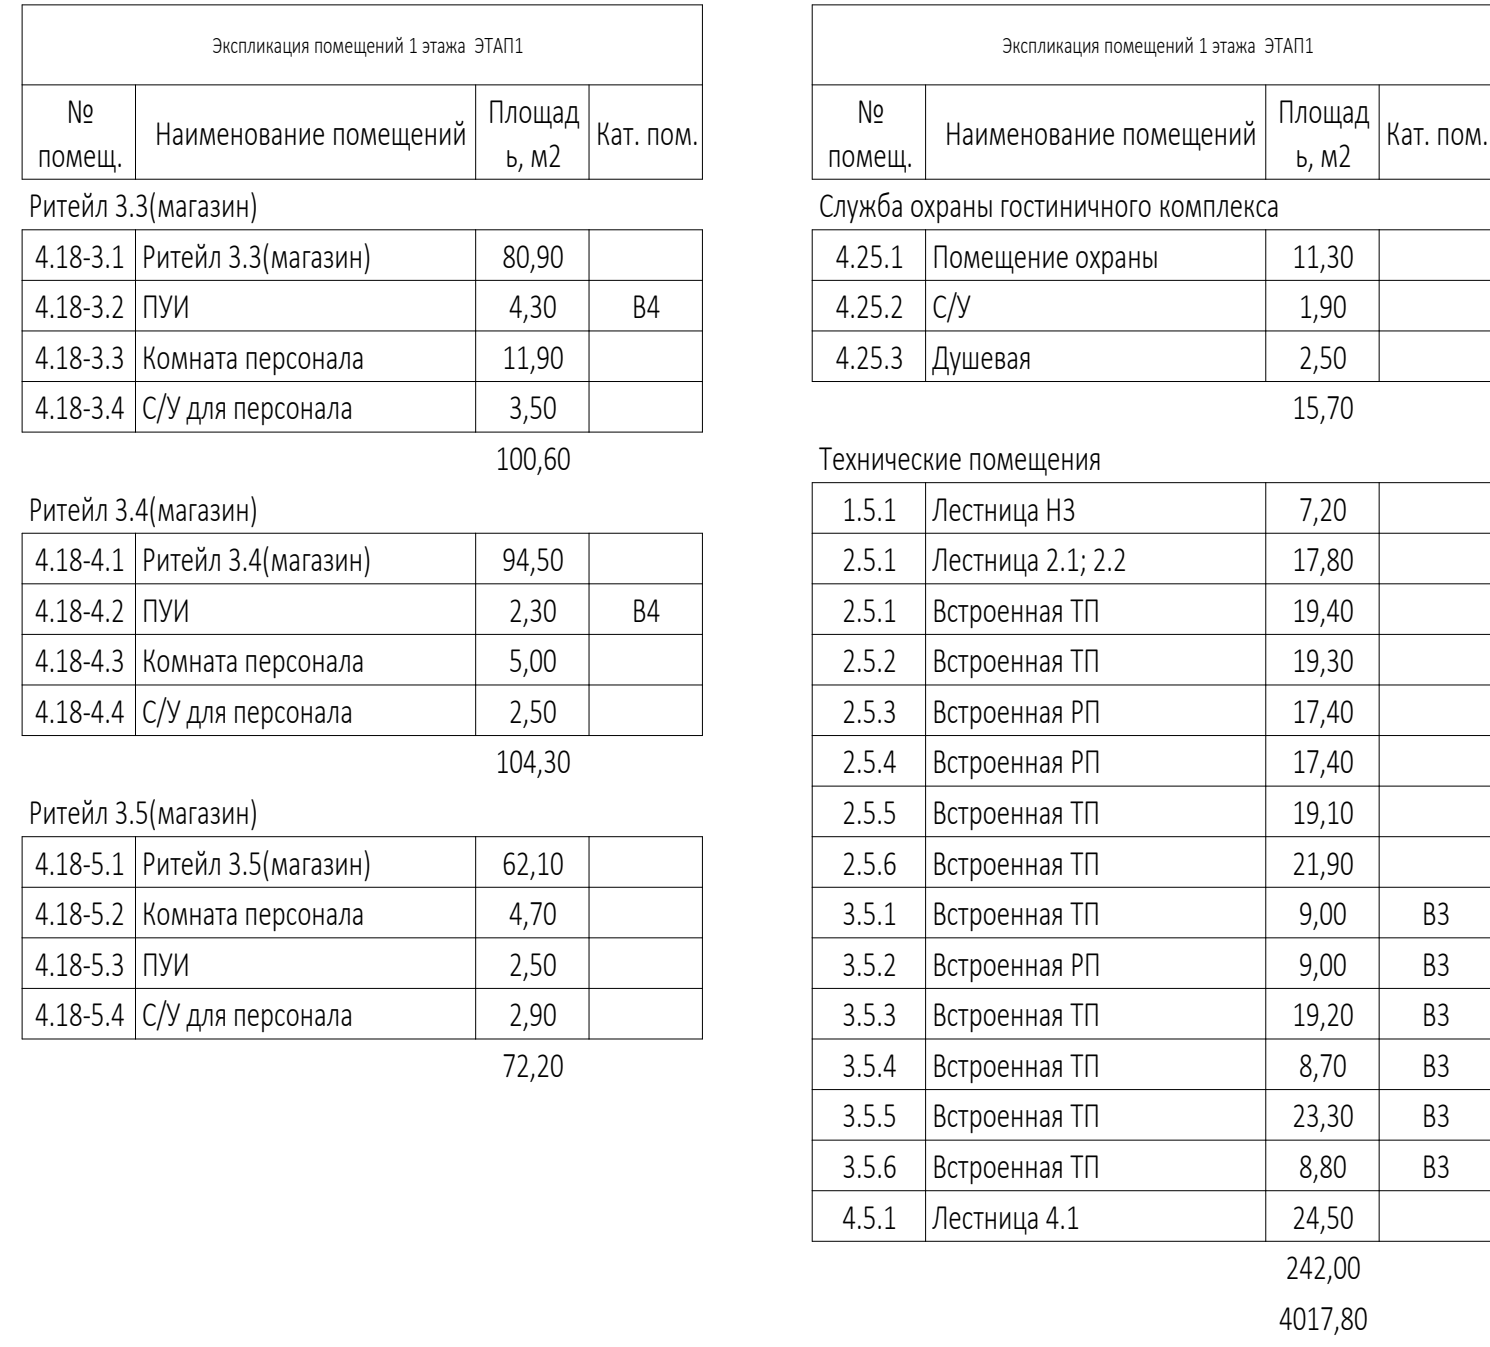 Экспликация помещений 1 этажа ЭТАП1
№ помещ. Наименование помещений Площадь, м2 Кат. пом.
Ритейл 3.3(магазин)
4.18-3.1 Ритейл 3.3(магазин) 80,90
4.18-3.2 ПУИ 4,30 В4
4.18-3.3 Комната персонала 11,90
4.18-3.4 С/У для персонала 3,50
100,60
Ритейл 3.4(магазин)
4.18-4.1 Ритейл 3.4(магазин) 94,50
4.18-4.2 ПУИ 2,30 В4
4.18-4.3 Комната персонала 5,00
4.18-4.4 С/У для персонала 2,50
104,30
Ритейл 3.5(магазин)
4.18-5.1 Ритейл 3.5(магазин) 62,10
4.18-5.2 Комната персонала 4,70
4.18-5.3 ПУИ 2,50
4.18-5.4 С/У для персонала 2,90
72,20
Экспликация помещений 1 этажа ЭТАП1
№ помещ. Наименование помещений Площадь, м2 Кат. пом.
Служба охраны гостиничного комплекса
4.25.1 Помещение охраны 11,30
4.25.2 С/У 1,90
4.25.3 Душевая 2,50
15,70
Технические помещения
1.5.1 Лестница Н3 7,20
2.5.1 Лестница 2.1; 2.2 17,80
2.5.1 Встроенная ТП 19,40
2.5.2 Встроенная ТП 19,30
2.5.3 Встроенная РП 17,40
2.5.4 Встроенная РП 17,40
2.5.5 Встроенная ТП 19,10
2.5.6 Встроенная ТП 21,90
3.5.1 Встроенная ТП 9,00 В3
3.5.2 Встроенная РП 9,00 В3
3.5.3 Встроенная ТП 19,20 В3
3.5.4 Встроенная ТП 8,70 В3
3.5.5 Встроенная ТП 23,30 В3
3.5.6 Встроенная ТП 8,80 В3
4.5.1 Лестница 4.1 24,50
242,00
4017,80